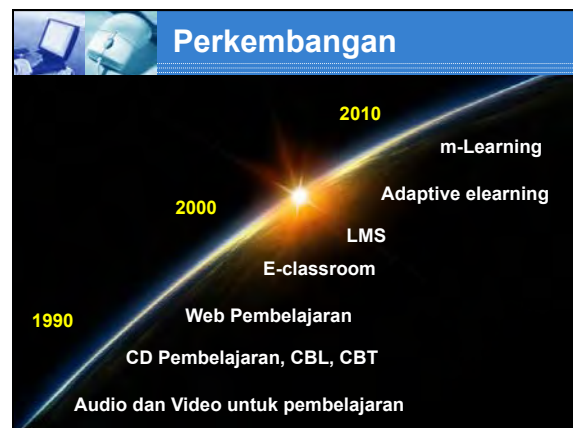 Perkembangan
2010
m-Learning
Adaptive elearning
2000
LMS
E-classroom
Web Pembelajaran
1990
CD Pembelajaran, CBL, CBT
Audio dan Video untuk pembelajaran